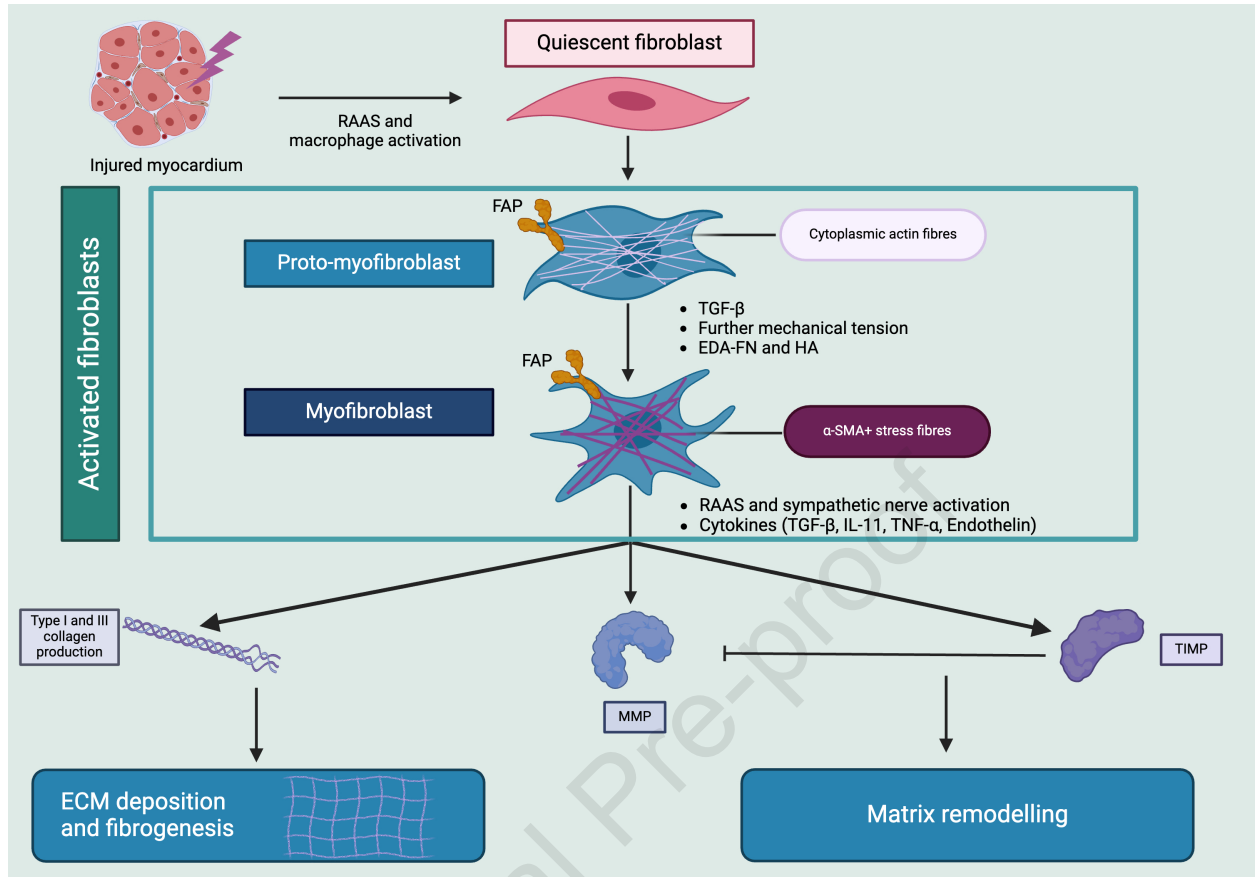 Quiescent fibroblast
RAAS and
macrophage activation
Injured myocardium
Activated fibroblasts
FAP
Proto-myofibroblast
Cytoplasmic actin fibres
• TGF-β
• Further mechanical tension
• EDA-FN and HA
FAP
Myofibroblast
α-SMA+ stress fibres
• RAAS and sympathetic nerve activation
• Cytokines (TGF-β, IL-11, TNF-α, Endothelin)
Type I and III
collagen
production
MMP
TIMP
ECM deposition
and fibrogenesis
Matrix remodelling
al Pre-proof